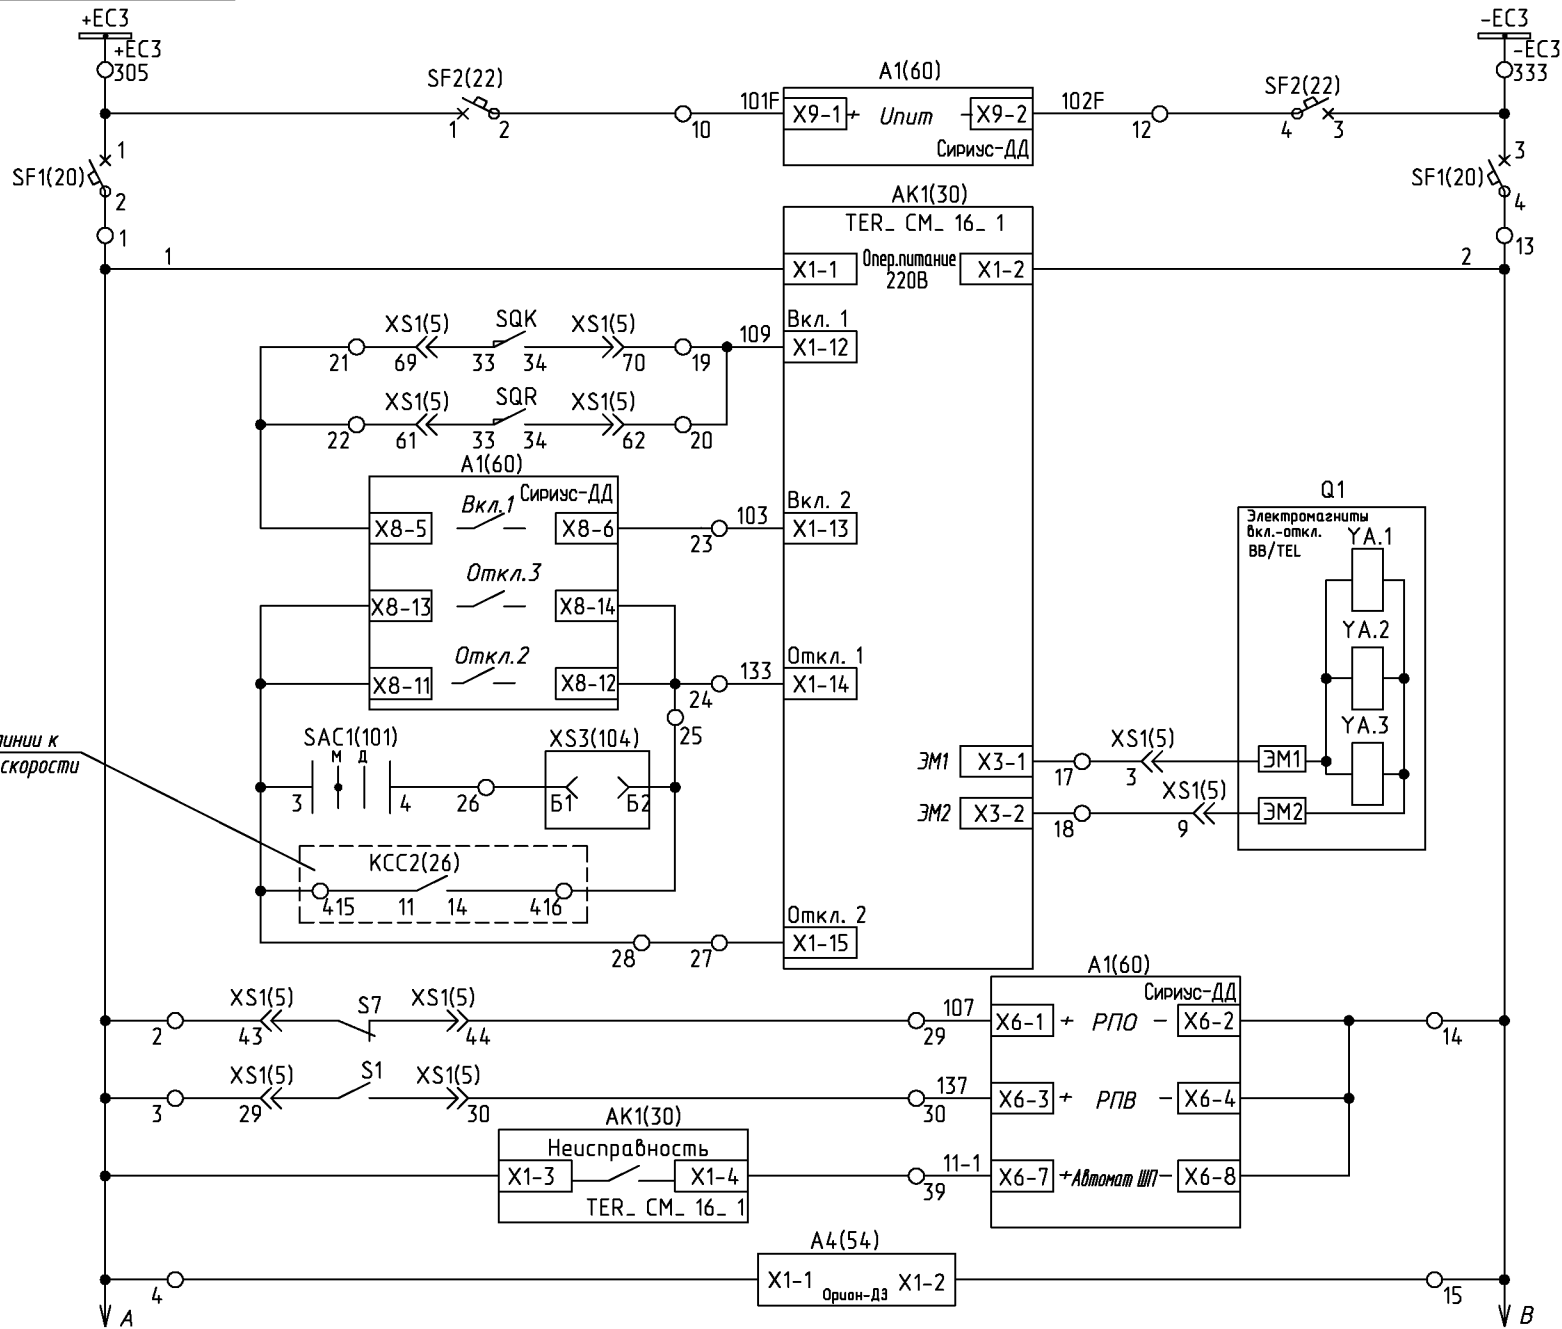 +EC3
-EC3
+EC3
305
-EC3
333
SF2(22)
1
2
10
101F
A1(60)
X9-1
+ Uпит -
X9-2
Сириус-ДД
102F
12
SF2(22)
4
3
1
SF1(20)
2
1
3
SF1(20)
4
13
AK1(30)
TER_ CM_ 16_ 1
1
X1-1
Опер.питание
220В
X1-2
2
XS1(5)
SQK
XS1(5)
21
69
33
34
70
19
109
Вкл. 1
X1-12
XS1(5)
SQR
XS1(5)
22
61
33
34
62
20
A1(60)
Сириус-ДД
X8-5
Вкл.1
X8-6
23
103
Вкл. 2
X1-13
X8-13
Откл.3
X8-14
X8-11
Откл.2
X8-12
24
133
Откл. 1
X1-14
25
Q1
Электромагниты
вкл.-откл.
BB/TEL
YA.1
YA.2
YA.3
линии к
скорости
SAC1(101)
М
Д
3
4
26
XS3(104)
Б1
Б2
ЭМ1
X3-1
17
XS1(5)
3
ЭМ1
ЭМ2
X3-2
18
XS1(5)
9
ЭМ2
KCC2(26)
415
11
14
416
28
27
Откл. 2
X1-15
A1(60)
Сириус-ДД
2
XS1(5)
43
S7
XS1(5)
44
29
107
X6-1
+ РПО -
X6-2
14
3
XS1(5)
29
S1
XS1(5)
30
30
137
X6-3
+ РПВ -
X6-4
AK1(30)
Неисправность
X1-3
X1-4
TER_ CM_ 16_ 1
39
11-1
X6-7
+Автомат ШП-
X6-8
A4(54)
4
X1-1
Орион-ДЗ
X1-2
15
A
B